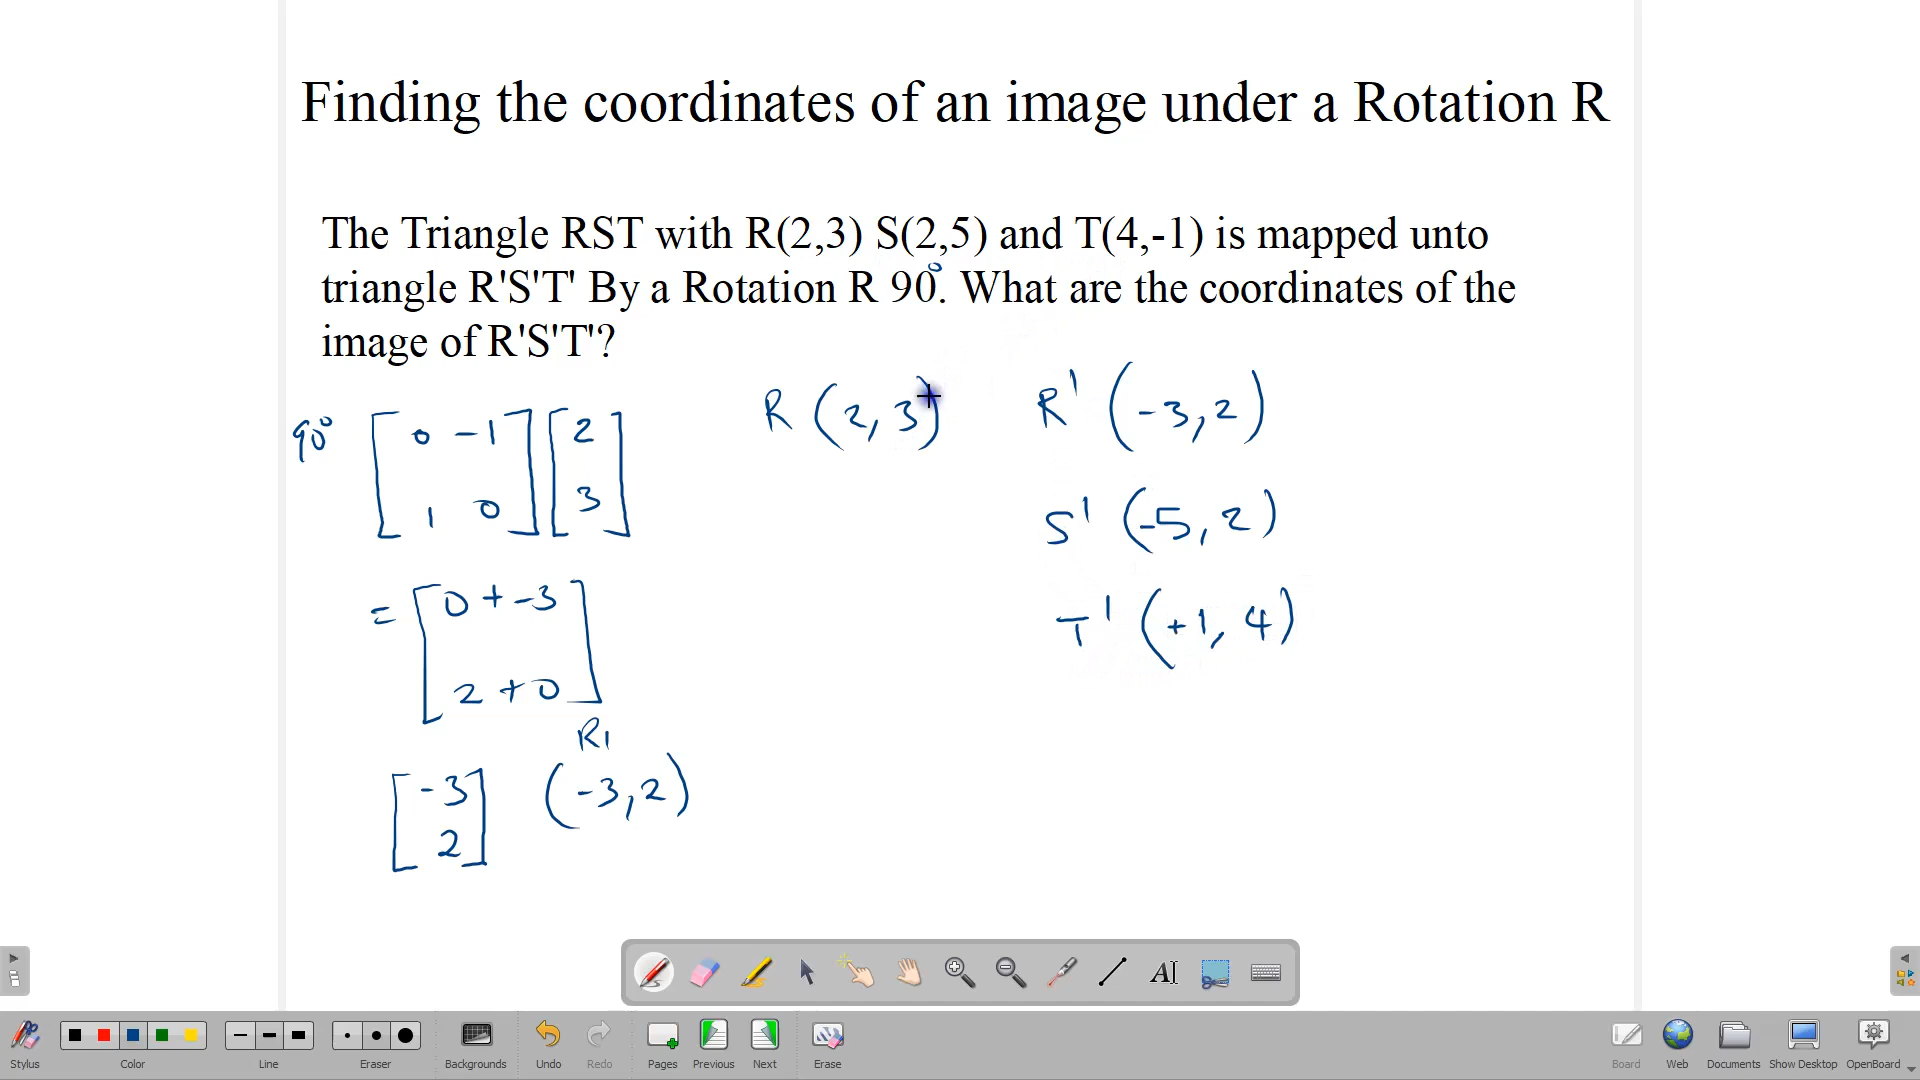 Finding the coordinates of an image under a Rotation R
The Triangle RST with R(2,3) S(2,5) and T(4,-1) is mapped unto
triangle R'S'T' By a Rotation R 90°. What are the coordinates of the
image of R'S'T'?
90° [0 -1] [2]
[1 0] [3]
= [0 + -3]
[2 + 0]
R1
[-3] (-3,2)
[2]
R (2,3) R' (-3,2)
S' (-5,2)
T' (+1,4)
AI
Stylus Color Line Eraser Backgrounds Undo Redo Pages Previous Next Erase Board Web Documents Show Desktop OpenBoard